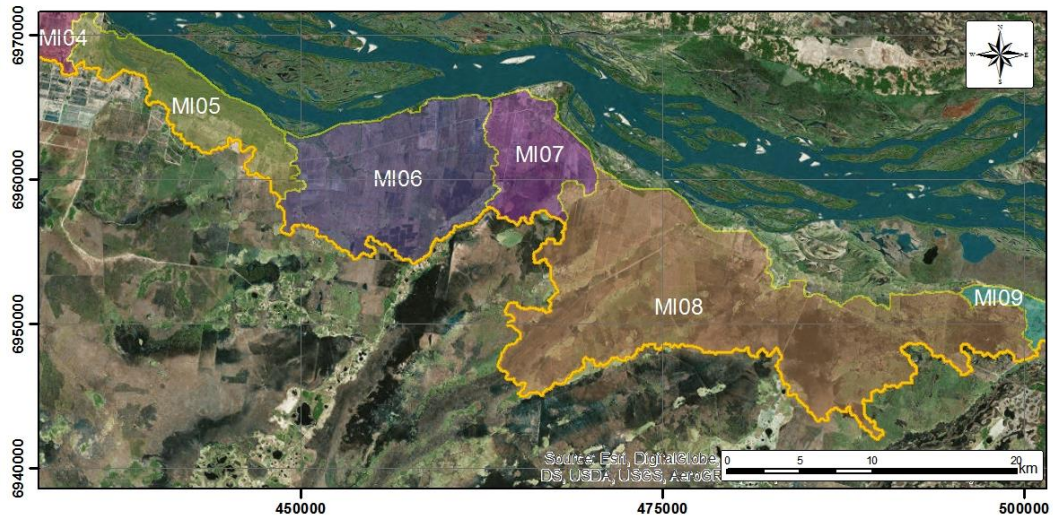 6970000
6960000
6950000
6940000
MI04
MI05
MI06
MI07
MI08
MI09
N
W
E
S
Source: Esri, DigitalGlobe,
DS, USDA, USGS, AeroGR
0 5 10 20
km
450000 475000 500000